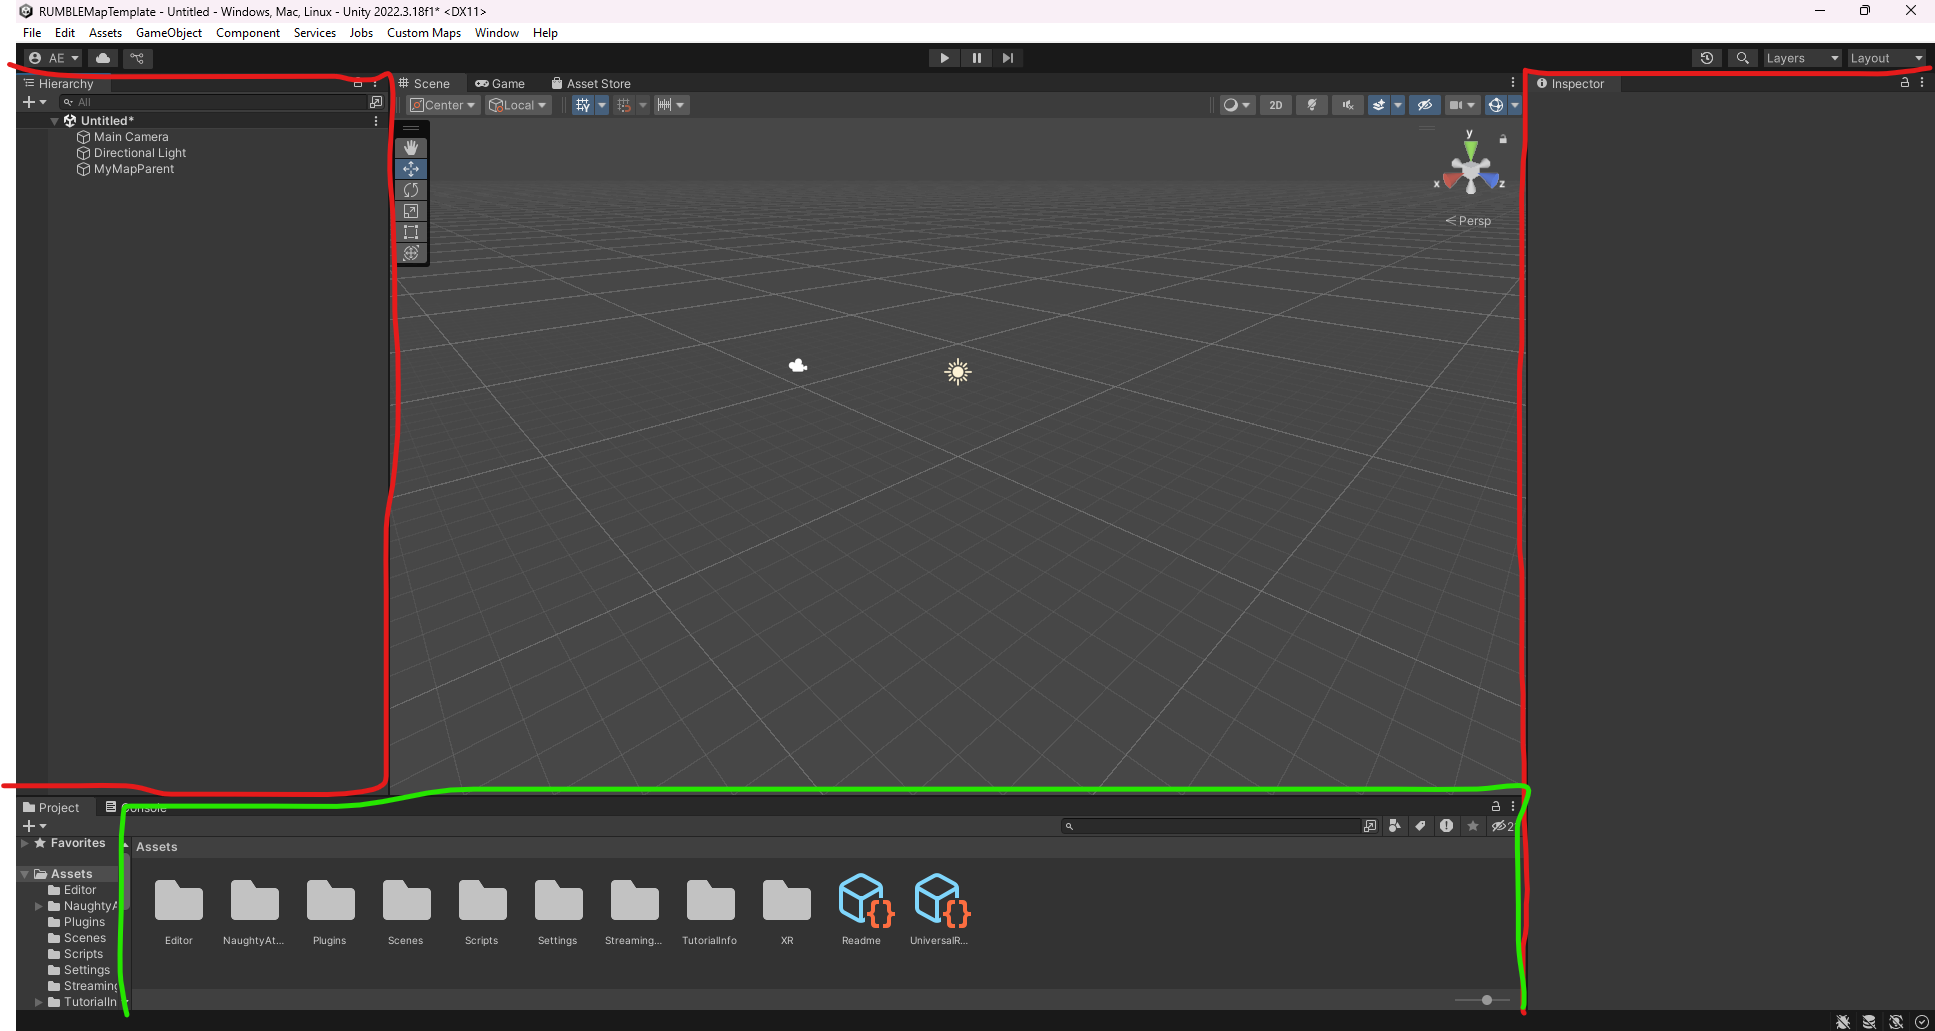 RUMBLEMapTemplate - Untitled - Windows, Mac, Linux - Unity 2022.3.18f1* <DX11>
File Edit Assets GameObject Component Services Jobs Custom Maps Window Help
AE
Layers Layout
Hierarchy
Scene Game Asset Store
Inspector
All
Center Local
2D
Untitled*
Main Camera
Directional Light
MyMapParent
y
x
z
Persp
Project Console
Favorites
Assets
Assets
Editor
NaughtyA
Plugins
Scenes
Scripts
Settings
Streaming
TutorialIn
Editor NaughtyAt... Plugins Scenes Scripts Settings Streaming... TutorialInfo XR Readme UniversalR...